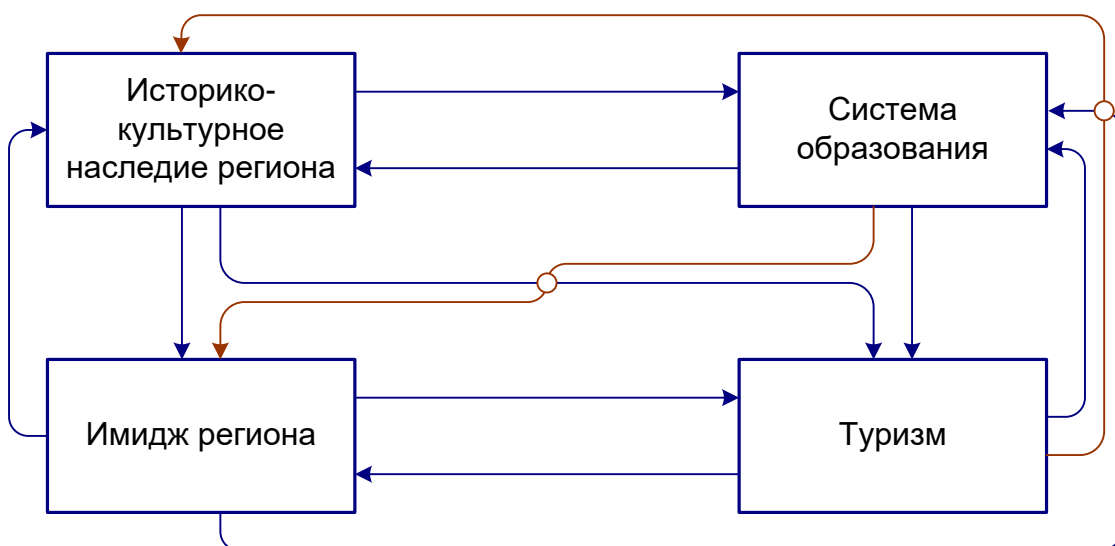 Историко-
культурное
наследие региона
Система
образования
Имидж региона
Туризм